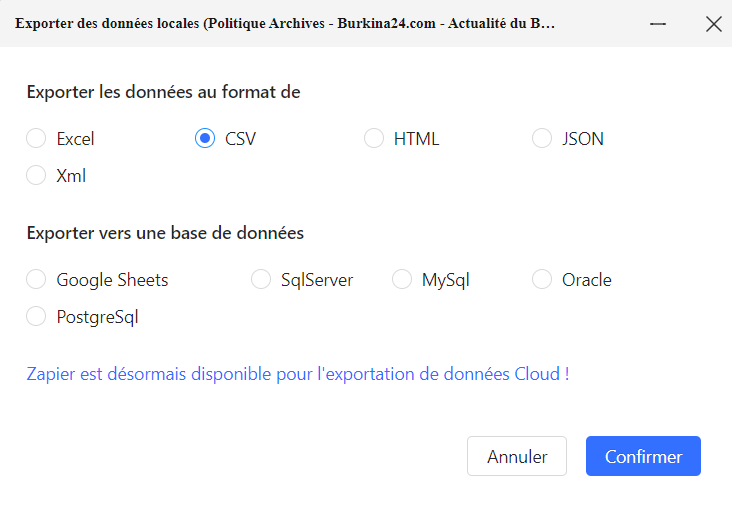 Exporter des données locales (Politique Archives - Burkina24.com - Actualité du B…
Exporter les données au format de
Excel CSV HTML JSON
Xml
Exporter vers une base de données
Google Sheets SqlServer MySql Oracle
PostgreSql
Zapier est désormais disponible pour l'exportation de données Cloud !
Annuler Confirmer